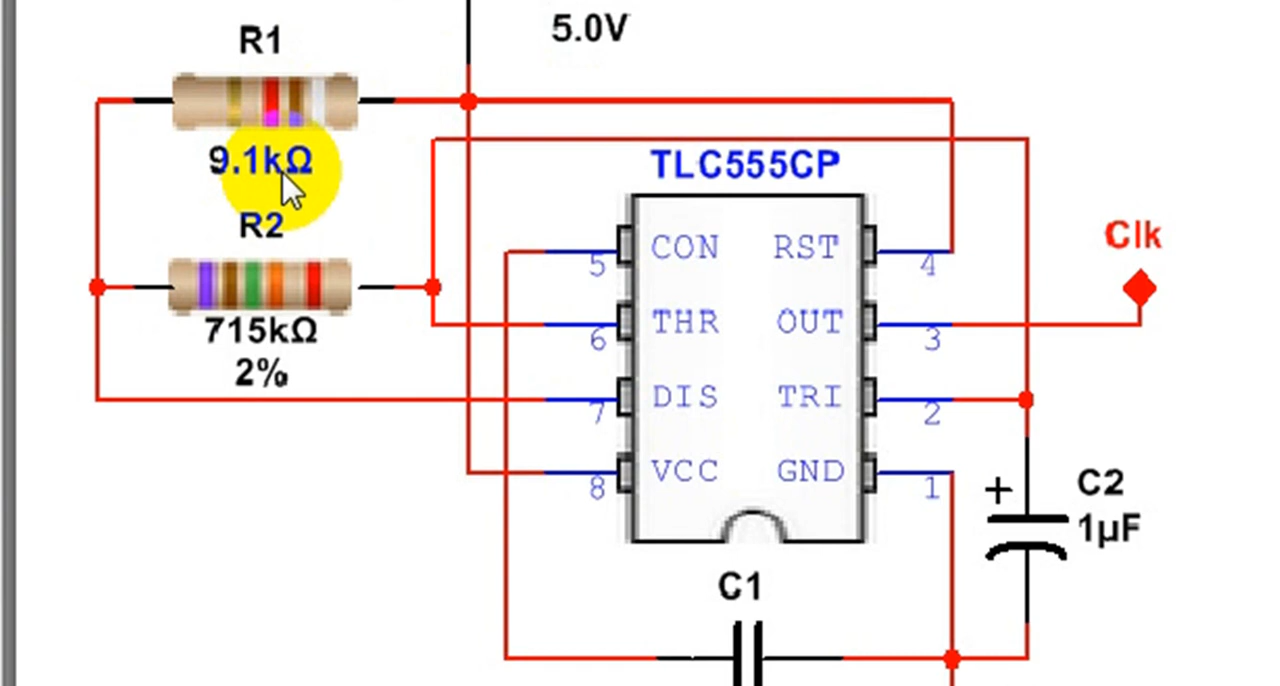 R1
5.0V
9.1kΩ
TLC555CP
R2
CON RST
5 4
Clk
THR OUT
6 3
715kΩ
2%
DIS TRI
7 2
VCC GND
8 1
+
C2
1µF
C1